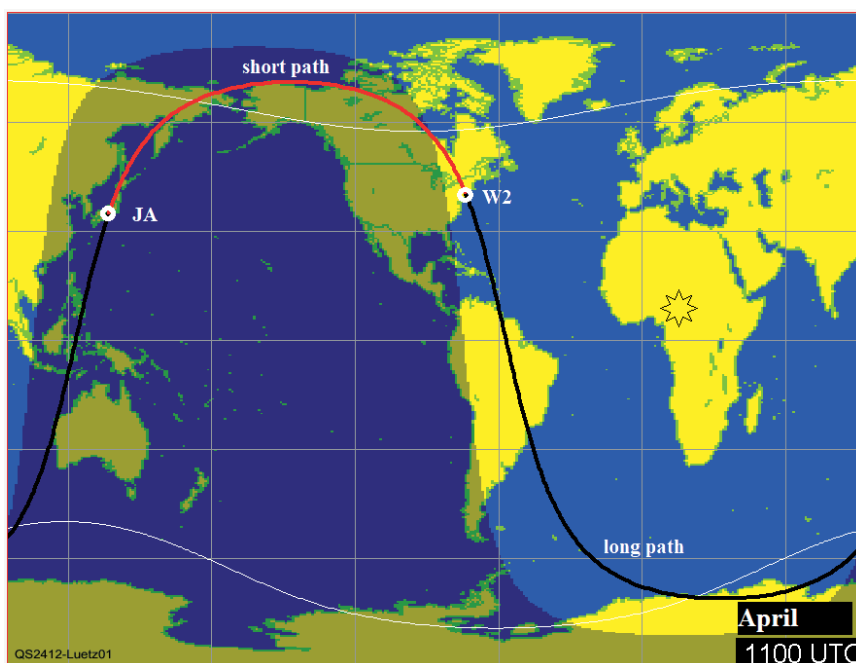 short path
JA
W2
long path
April
1100 UTC
QS2412-Luetz01